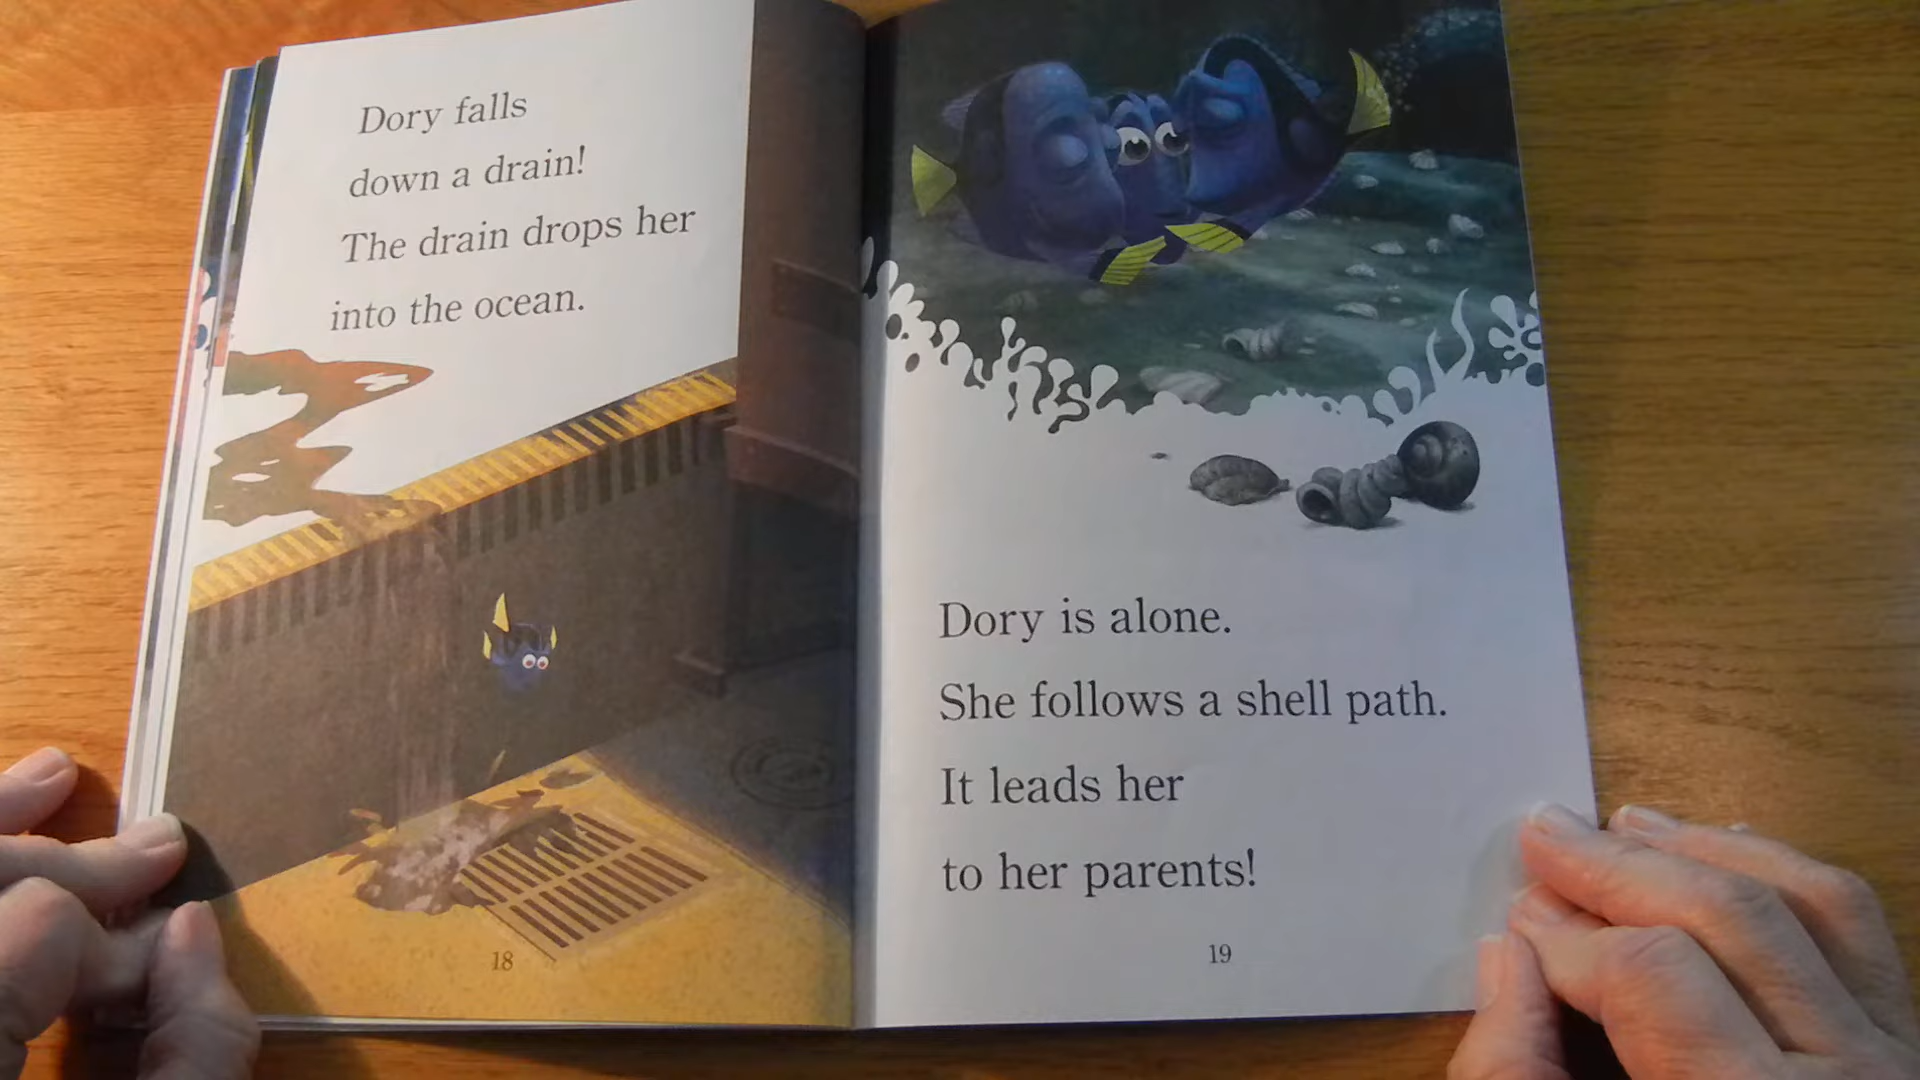 Dory falls
down a drain!
The drain drops her
into the ocean.
18
Dory is alone.
She follows a shell path.
It leads her
to her parents!
19